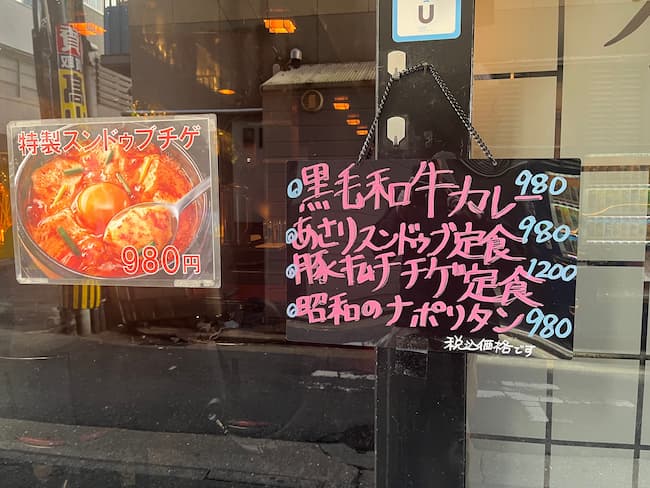 U
特製スンドゥブチゲ
980円
黒毛和牛カレー 980
あさりスンドゥブ定食 980
豚キムチチゲ定食 1200
昭和のナポリタン 980
税込価格です